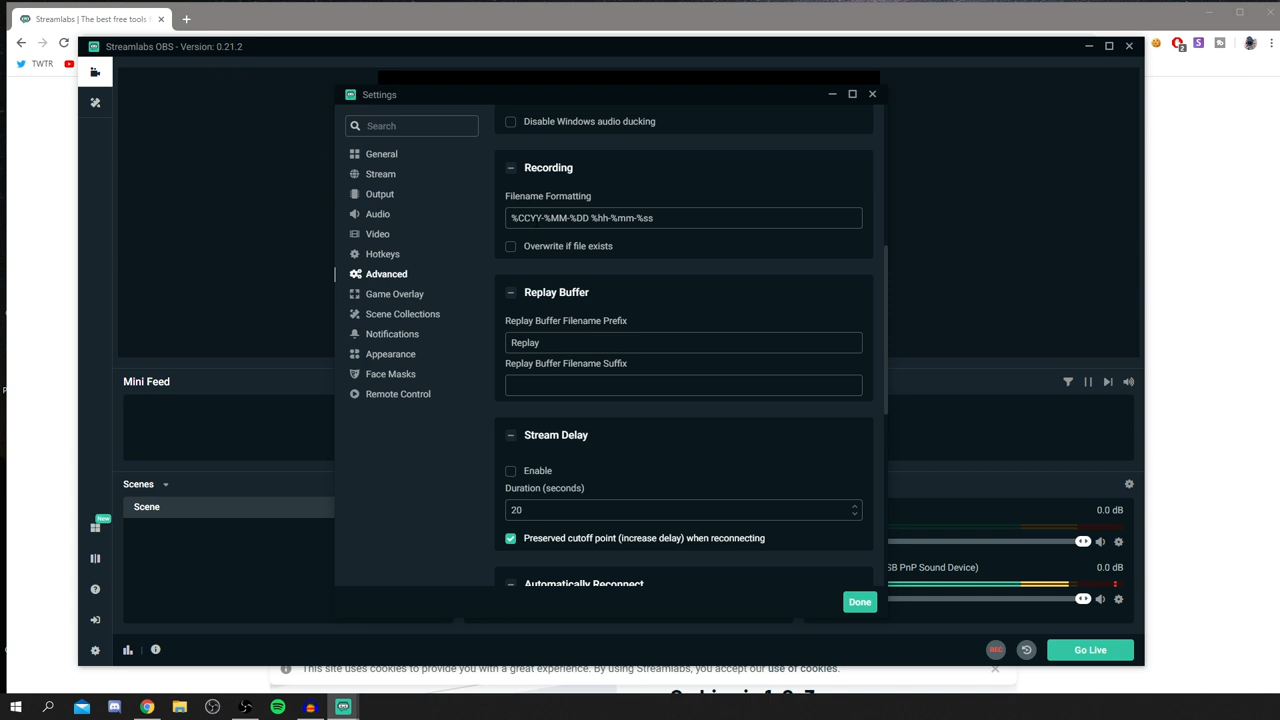 Streamlabs | The best free tools f
TWTR
Streamlabs OBS - Version: 0.21.2
Settings
Search
General
Stream
Output
Audio
Video
Hotkeys
Advanced
Game Overlay
Scene Collections
Notifications
Appearance
Face Masks
Remote Control
Disable Windows audio ducking
Recording
Filename Formatting
%CCYY-%MM-%DD %hh-%mm-%ss
Overwrite if file exists
Replay Buffer
Replay Buffer Filename Prefix
Replay
Replay Buffer Filename Suffix
Stream Delay
Enable
Duration (seconds)
20
Preserved cutoff point (increase delay) when reconnecting
Automatically Reconnect
Done
Mini Feed
Scenes
Scene
New
0.0 dB
SB PnP Sound Device)
0.0 dB
REC
Go Live
This site uses cookies to provide you with a great experience. By using Streamlabs, you accept our use of cookies.